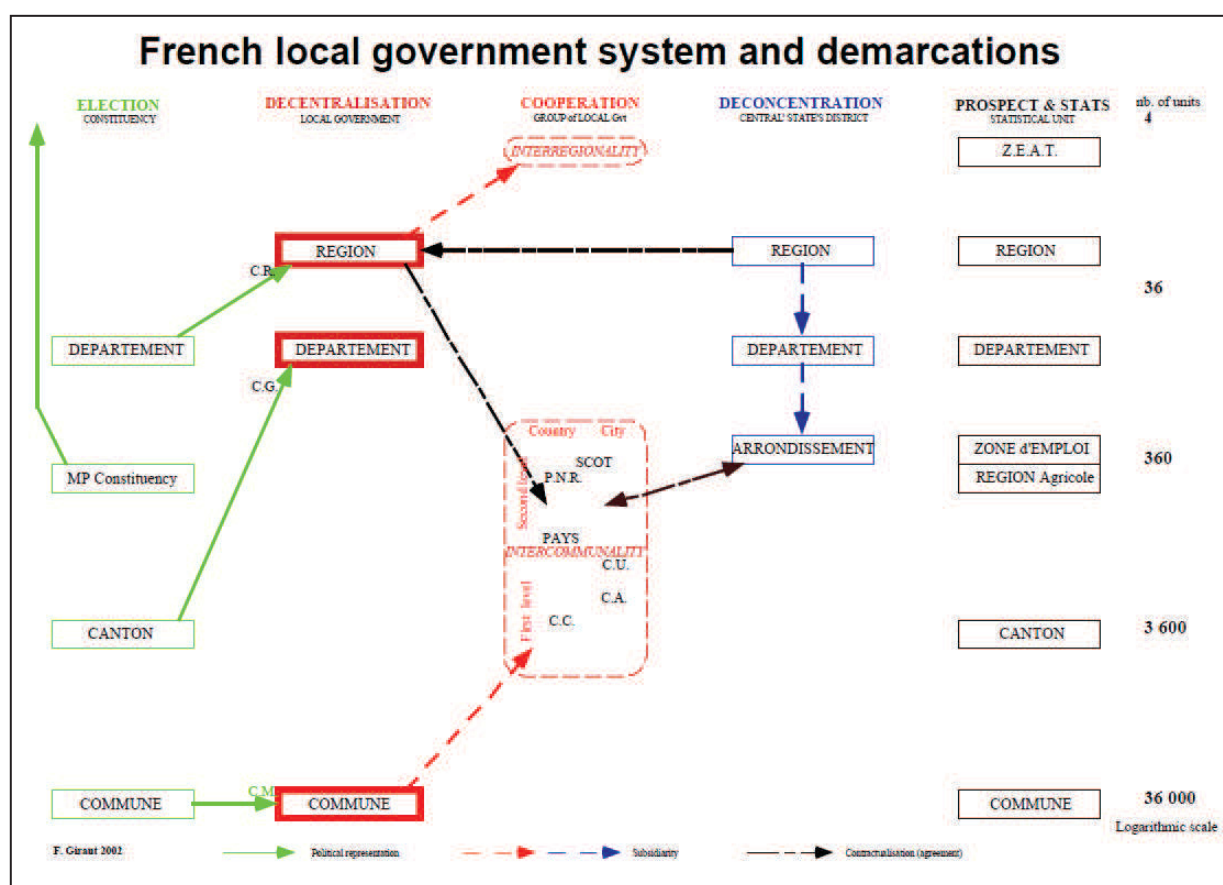 French local government system and demarcations
ELECTION
CONSTITUENCY
DECENTRALISATION
LOCAL GOVERNMENT
COOPERATION
GROUP of LOCAL Gvt
DECONCENTRATION
CENTRAL' STATE'S DISTRICT
PROSPECT & STATS
STATISTICAL UNIT
nb. of units
4
INTERREGIONALITY
Z.E.A.T.
REGION
REGION
REGION
C.R.
36
DEPARTEMENT
DEPARTEMENT
DEPARTEMENT
DEPARTEMENT
C.G.
Country City
ARRONDISSEMENT
ZONE d'EMPLOI
360
SCOT
MP Constituency
Second level
P.N.R.
REGION Agricole
PAYS
INTERCOMMUNALITY
C.U.
First level
C.A.
C.C.
CANTON
CANTON
3 600
COMMUNE
C.M.
COMMUNE
COMMUNE
36 000
Logarithmic scale
F. Giraut 2002
Political representation
Subsidiarity
Contractualisation (agreement)